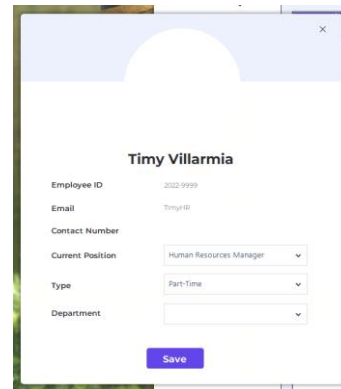 Timy Villarmia
Employee ID 2022-9999
Email TimyHR
Contact Number
Current Position Human Resources Manager
Type Part-Time
Department
Save